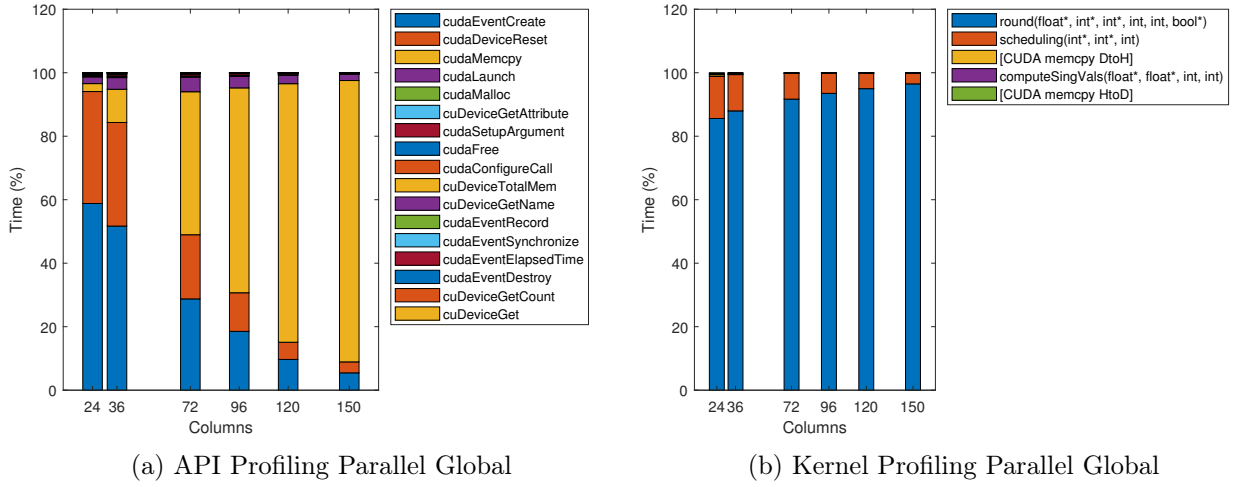 120
100
80
60
40
20
0
Time (%)
24 36 72 96 120 150
Columns
cudaEventCreate
cudaDeviceReset
cudaMemcpy
cudaLaunch
cudaMalloc
cuDeviceGetAttribute
cudaSetupArgument
cudaFree
cudaConfigureCall
cuDeviceTotalMem
cuDeviceGetName
cudaEventRecord
cudaEventSynchronize
cudaEventElapsedTime
cudaEventDestroy
cuDeviceGetCount
cuDeviceGet
(a) API Profiling Parallel Global
120
100
80
60
40
20
0
Time (%)
24 36 72 96 120 150
Columns
round(float*, int*, int*, int, int, bool*)
scheduling(int*, int*, int)
[CUDA memcpy DtoH]
computeSingVals(float*, float*, int, int)
[CUDA memcpy HtoD]
(b) Kernel Profiling Parallel Global